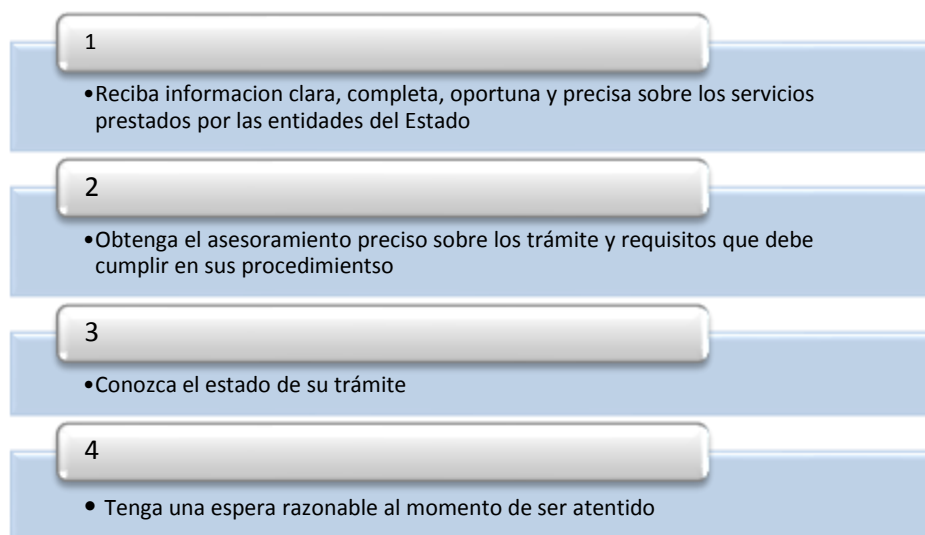 1
•Reciba informacion clara, completa, oportuna y precisa sobre los servicios
prestados por las entidades del Estado
2
•Obtenga el asesoramiento preciso sobre los trámite y requisitos que debe
cumplir en sus procedimientso
3
•Conozca el estado de su trámite
4
• Tenga una espera razonable al momento de ser atentido